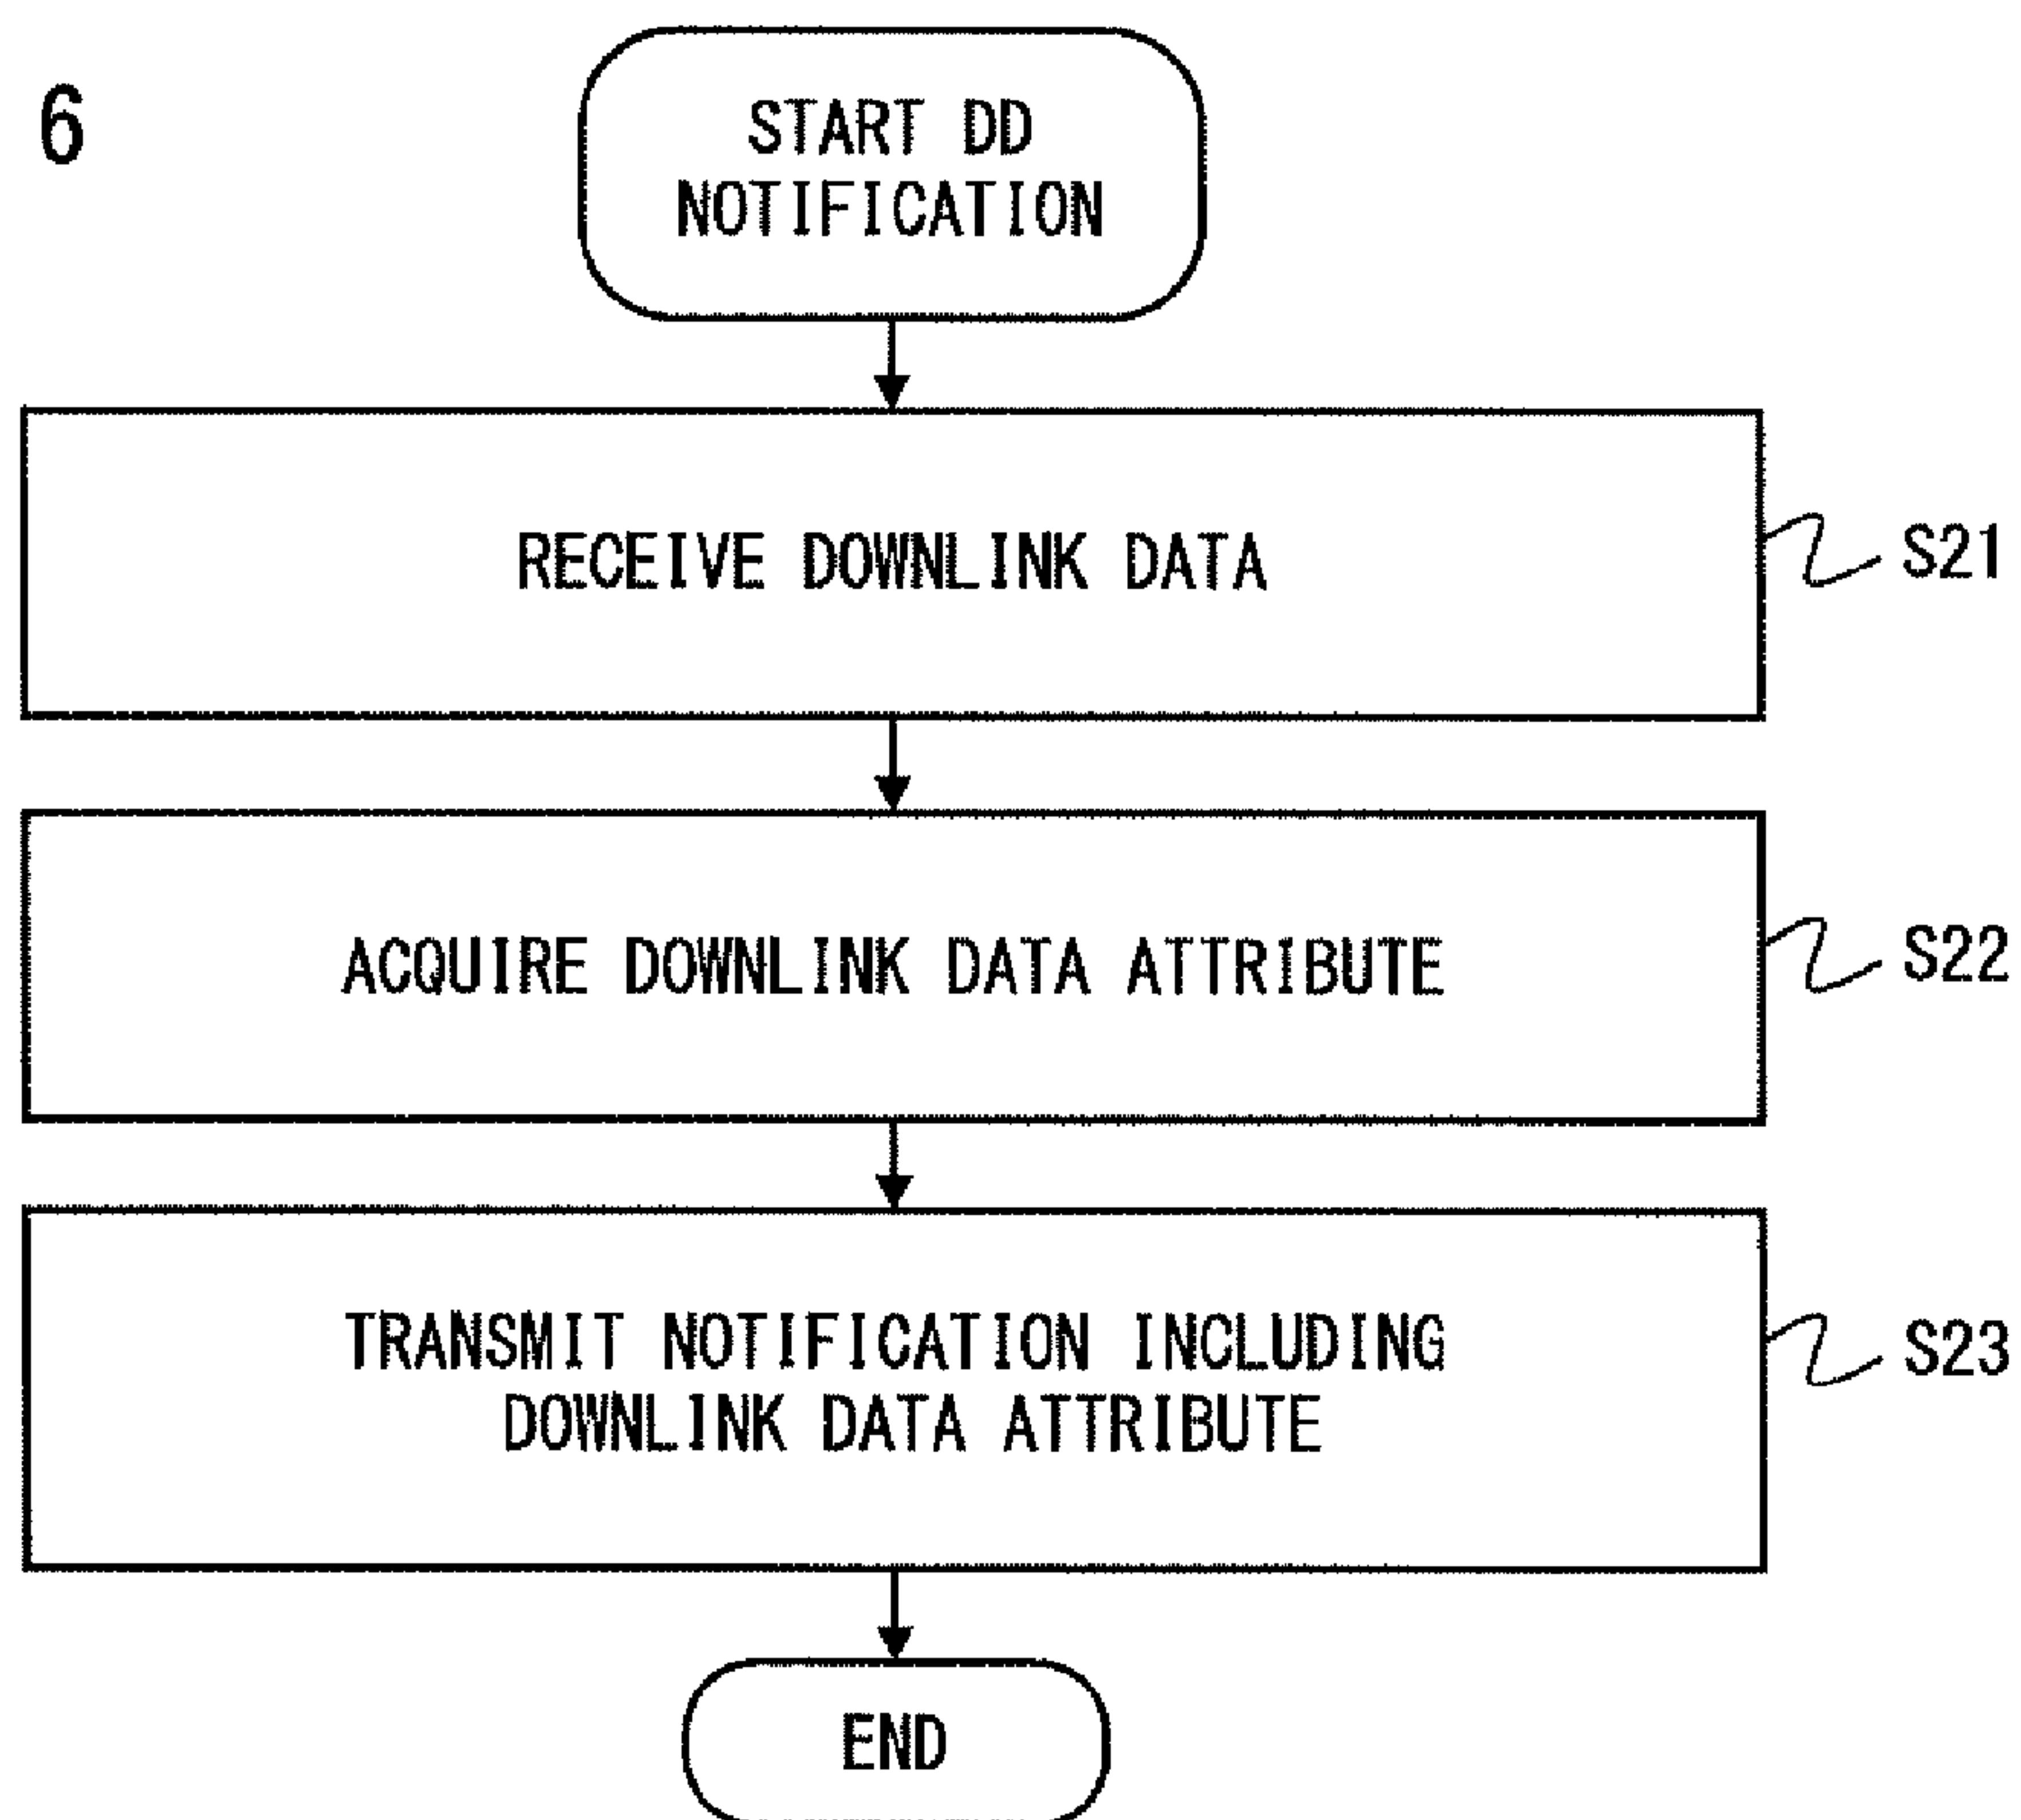 6
START DD
NOTIFICATION
RECEIVE DOWNLINK DATA
S21
ACQUIRE DOWNLINK DATA ATTRIBUTE
S22
TRANSMIT NOTIFICATION INCLUDING
DOWNLINK DATA ATTRIBUTE
S23
END